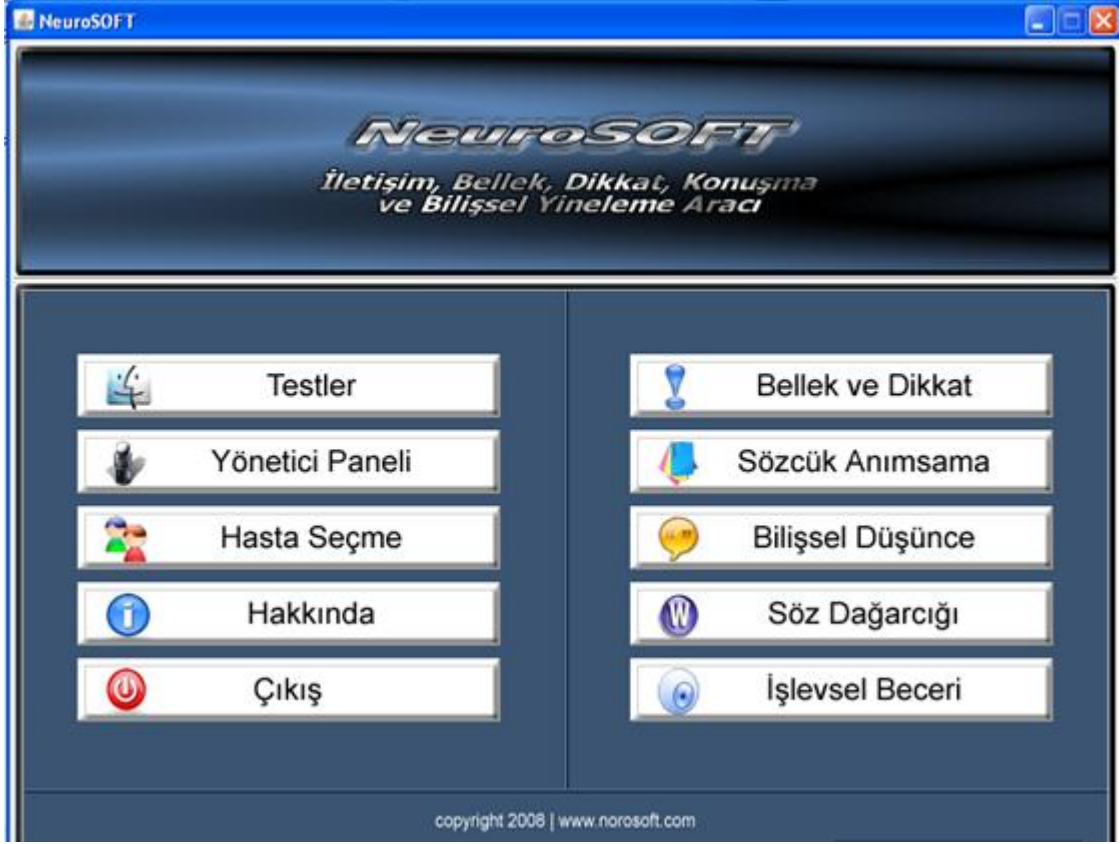 NeuroSOFT
NeuroSOFT
İletişim, Bellek, Dikkat, Konuşma
ve Bilişsel Yineleme Aracı
Testler
Yönetici Paneli
Hasta Seçme
Hakkında
Çıkış
Bellek ve Dikkat
Sözcük Anımsama
Bilişsel Düşünce
W
Söz Dağarcığı
İşlevsel Beceri
copyright 2008 | www.norosoft.com